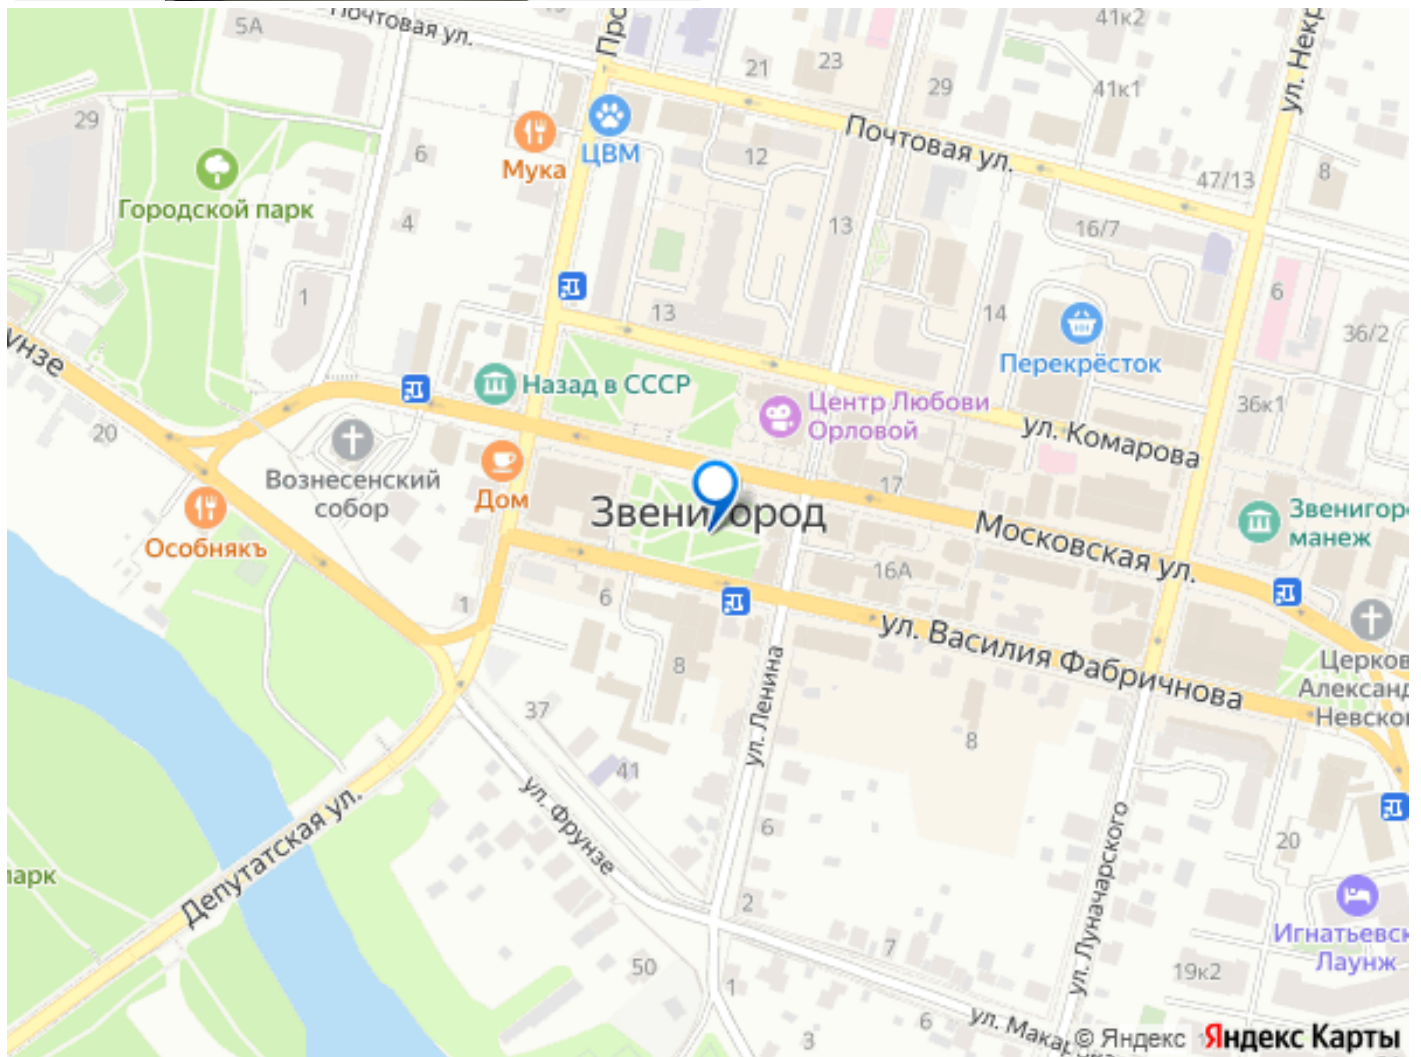 Почтовая ул.
5А
41к2
21
23
29
41к1
29
Мука
ЦВМ
Почтовая ул.
6
12
47/13
8
Городской парк
4
13
16/7
1
13
14
6
Перекрёсток
36/2
Назад в СССР
Центр Любови
Орловой
36к1
20
ул. Комарова
Вознесенский
собор
Дом
17
Звенигород
Московская ул.
манеж
Особнякъ
16А
1
6
ул. Василия Фабричнова
8
37
8
41
ул. Ленина
ул. Фрунзе
6
ул. Луначарского
20
Депутатская ул.
2
7
50
19к2
Лаунж
1
6
3
© Яндекс Яндекс Карты